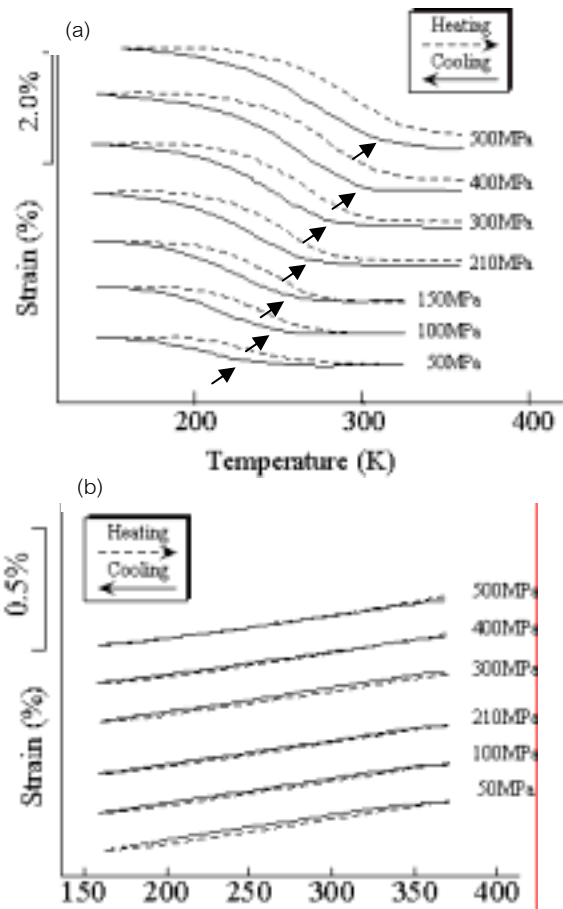 (a)
Heating
Cooling
2.0%
Strain (%)
500MPa
400MPa
300MPa
210MPa
150MPa
100MPa
50MPa
200 300 400
Temperature (K)
(b)
Heating
Cooling
0.5%
Strain (%)
500MPa
400MPa
300MPa
210MPa
100MPa
50MPa
150 200 250 300 350 400